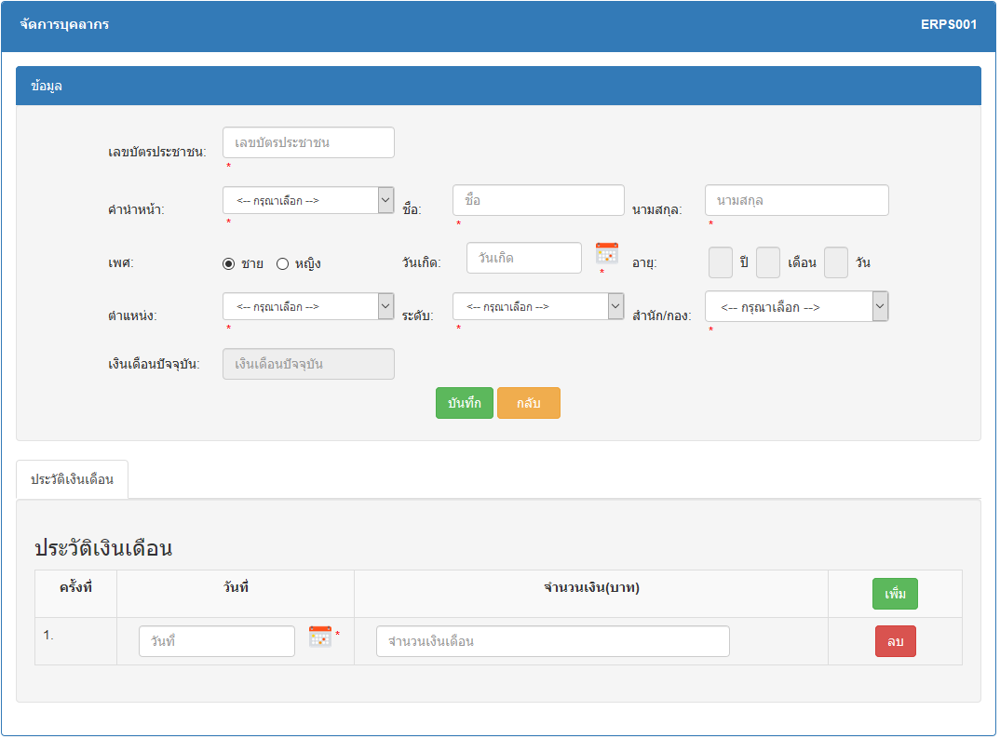 จัดการบุคลากร ERPS001
ข้อมูล
เลขบัตรประชาชน: เลขบัตรประชาชน
*
คำนำหน้า: <-- กรุณาเลือก --> ชื่อ: ชื่อ นามสกุล: นามสกุล
* * *
เพศ: ชาย หญิง วันเกิด: วันเกิด * อายุ: ปี เดือน วัน
ตำแหน่ง: <-- กรุณาเลือก --> ระดับ: <-- กรุณาเลือก --> สำนัก/กอง: <-- กรุณาเลือก -->
* * *
เงินเดือนปัจจุบัน: เงินเดือนปัจจุบัน
บันทึก กลับ
ประวัติเงินเดือน
ประวัติเงินเดือน
ครั้งที่ วันที่ จำนวนเงิน(บาท) เพิ่ม
1. วันที่ * จำนวนเงินเดือน ลบ